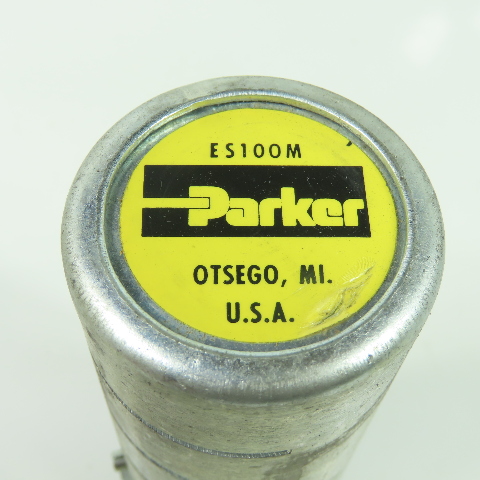 ES100M
Parker
OTSEGO, MI.
U.S.A.